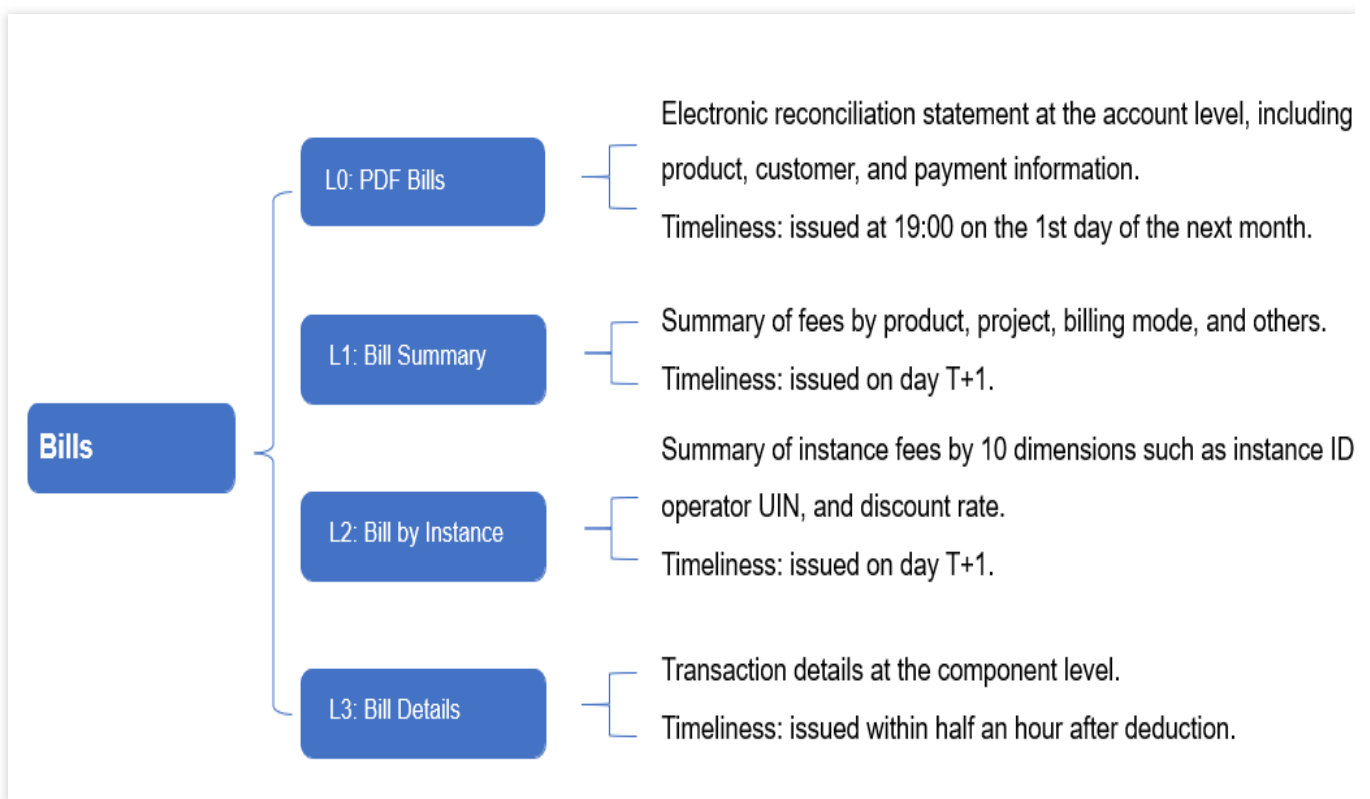 Bills
L0: PDF Bills
Electronic reconciliation statement at the account level, including
product, customer, and payment information.
Timeliness: issued at 19:00 on the 1st day of the next month.
L1: Bill Summary
Summary of fees by product, project, billing mode, and others.
Timeliness: issued on day T+1.
L2: Bill by Instance
Summary of instance fees by 10 dimensions such as instance ID
operator UIN, and discount rate.
Timeliness: issued on day T+1.
L3: Bill Details
Transaction details at the component level.
Timeliness: issued within half an hour after deduction.